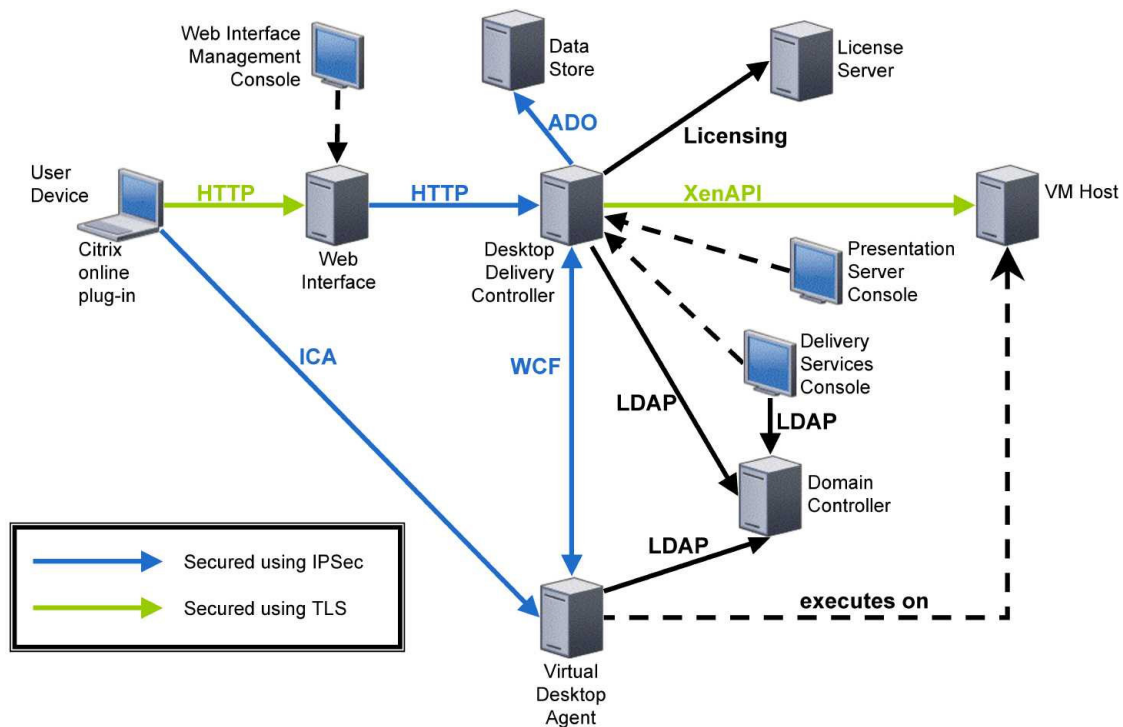 Web Interface
Management
Console
Data
Store
License
Server
ADO
Licensing
User
Device
HTTP
HTTP
XenAPI
VM Host
Citrix
online
plug-in
Web
Interface
Desktop
Delivery
Controller
Presentation
Server
Console
ICA
WCF
Delivery
Services
Console
LDAP
LDAP
Domain
Controller
LDAP
Secured using IPSec
Secured using TLS
executes on
Virtual
Desktop
Agent